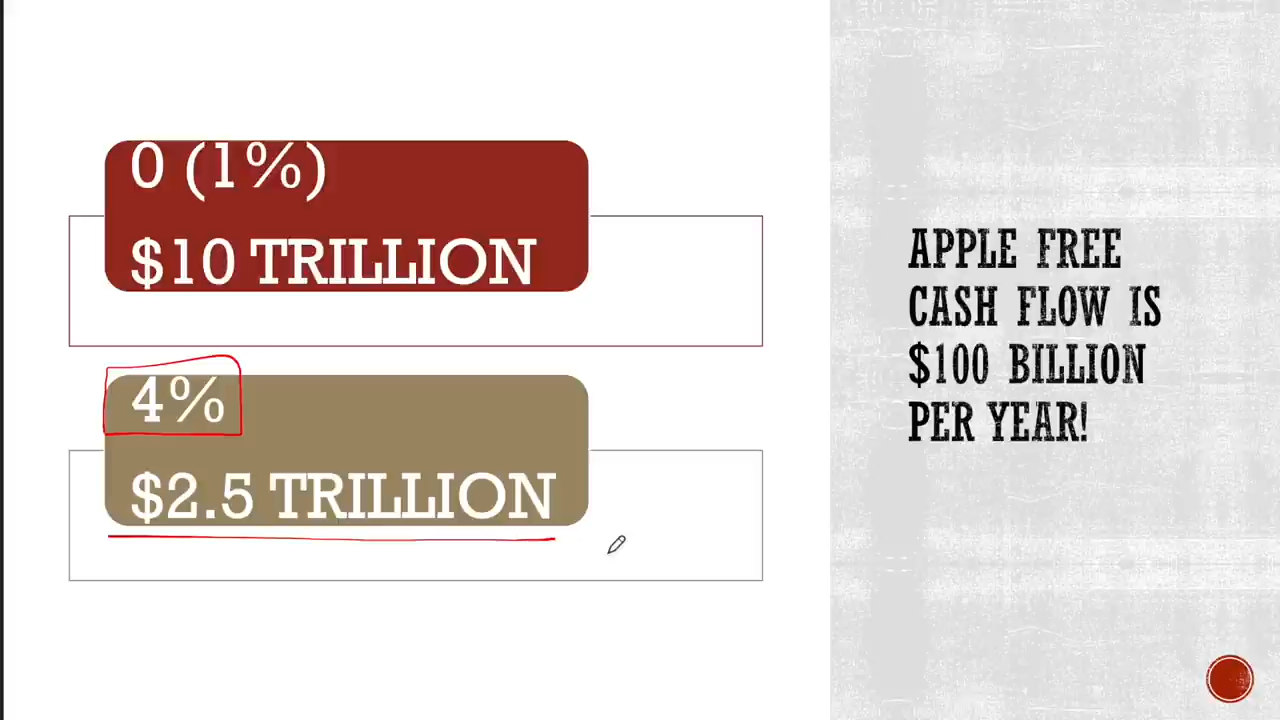 0 (1%)
$10 TRILLION
4%
$2.5 TRILLION
APPLE FREE
CASH FLOW IS
$100 BILLION
PER YEAR!